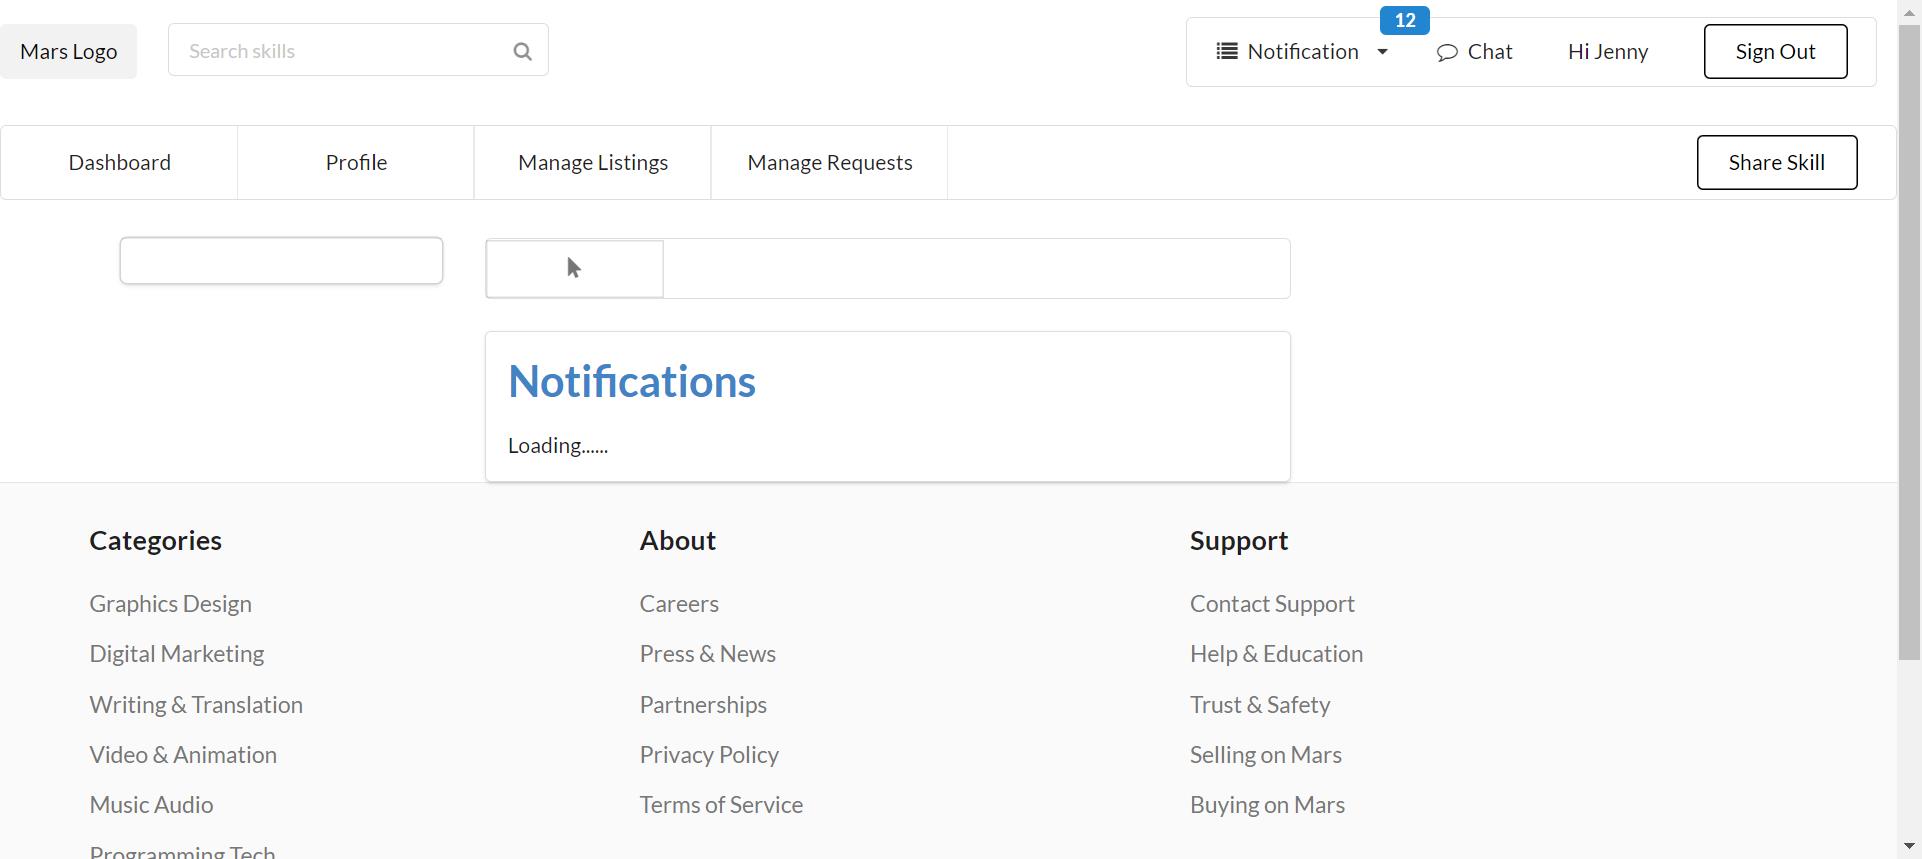 Mars Logo
Search skills
12
Notification
Chat
Hi Jenny
Sign Out
Dashboard
Profile
Manage Listings
Manage Requests
Share Skill
Notifications
Loading......
Categories
Graphics Design
Digital Marketing
Writing & Translation
Video & Animation
Music Audio
Programming Tech
About
Careers
Press & News
Partnerships
Privacy Policy
Terms of Service
Support
Contact Support
Help & Education
Trust & Safety
Selling on Mars
Buying on Mars